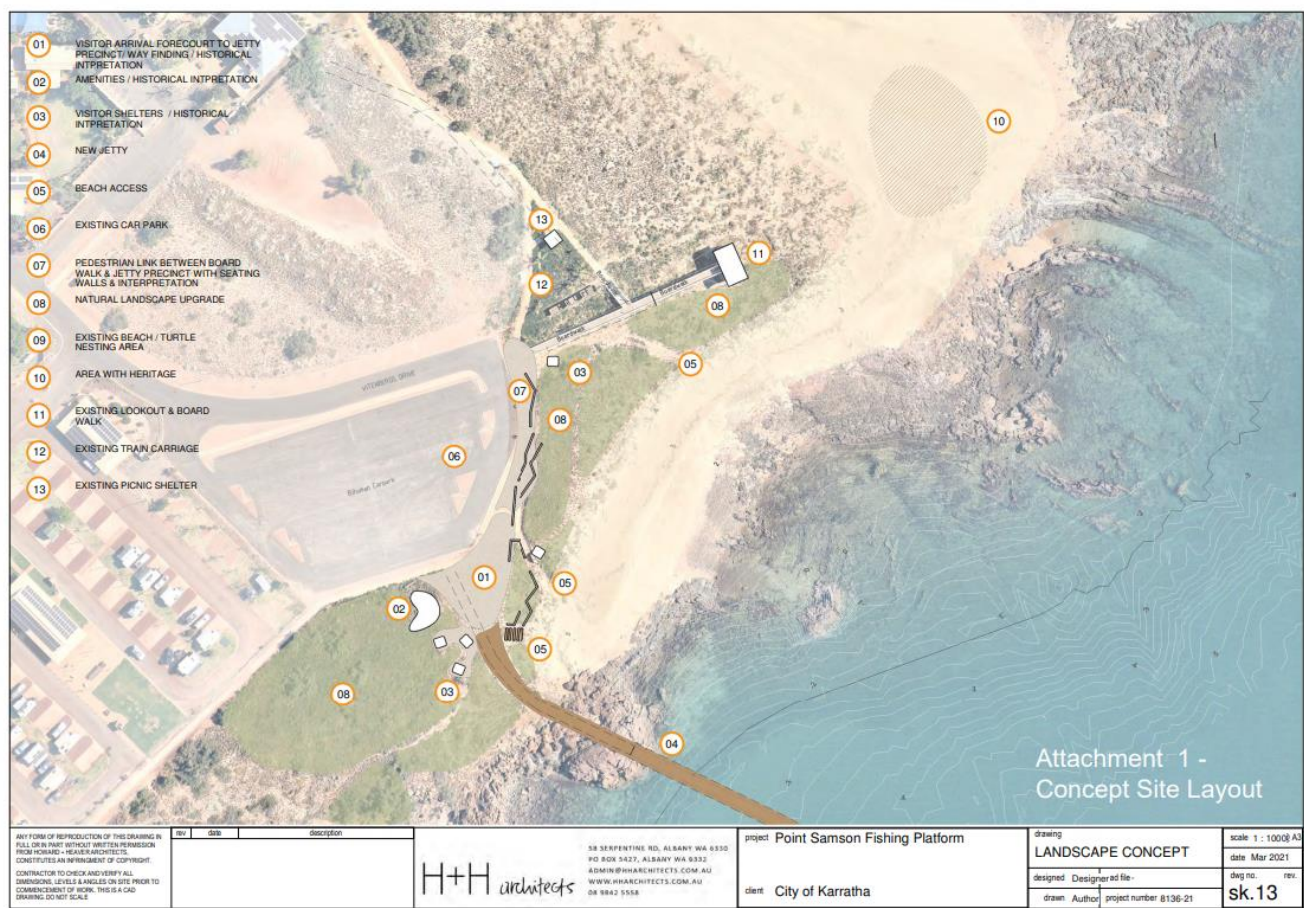 01 VISITOR ARRIVAL FORECOURT TO JETTY
PRECINCT/ WAY FINDING / HISTORICAL
INTPRETATION
02 AMENITIES / HISTORICAL INTPRETATION
03 VISITOR SHELTERS / HISTORICAL
INTPRETATION
04 NEW JETTY
05 BEACH ACCESS
06 EXISTING CAR PARK
07 PEDESTRIAN LINK BETWEEN BOARD
WALK & JETTY PRECINCT WITH SEATING
WALLS & INTERPRETATION
08 NATURAL LANDSCAPE UPGRADE
09 EXISTING BEACH / TURTLE
NESTING AREA
10 AREA WITH HERITAGE
11 EXISTING LOOKOUT & BOARD
WALK
12 EXISTING TRAIN CARRIAGE
13 EXISTING PICNIC SHELTER
10
13
11
12
Boardwalk
08
Boardwalk
05
03
VITENBERGS DRIVE
07
08
06
Bitumen Carpark
01
05
02
05
08
03
04
Attachment 1 -
Concept Site Layout
ANY FORM OF REPRODUCTION OF THIS DRAWING IN
FULL OR IN PART WITHOUT WRITTEN PERMISSION
FROM HOWARD + HEAVER ARCHITECTS,
CONSTITUTES AN INFRINGMENT OF COPYRIGHT.
CONTRACTOR TO CHECK AND VERIFY ALL
DIMENSIONS, LEVELS & ANGLES ON SITE PRIOR TO
COMMENCEMENT OF WORK. THIS IS A CAD
DRAWING. DO NOT SCALE
rev date description
H+H architects
58 SERPENTINE RD, ALBANY WA 6330
PO BOX 5427, ALBANY WA 6332
ADMIN@HHARCHITECTS.COM.AU
WWW.HHARCHITECTS.COM.AU
08 9842 5558
project Point Samson Fishing Platform
client City of Karratha
drawing
LANDSCAPE CONCEPT
designed Designer ad file-
drawn Author project number 8136-21
scale 1 : 1000@ A3
date Mar 2021
dwg no. rev.
sk.13